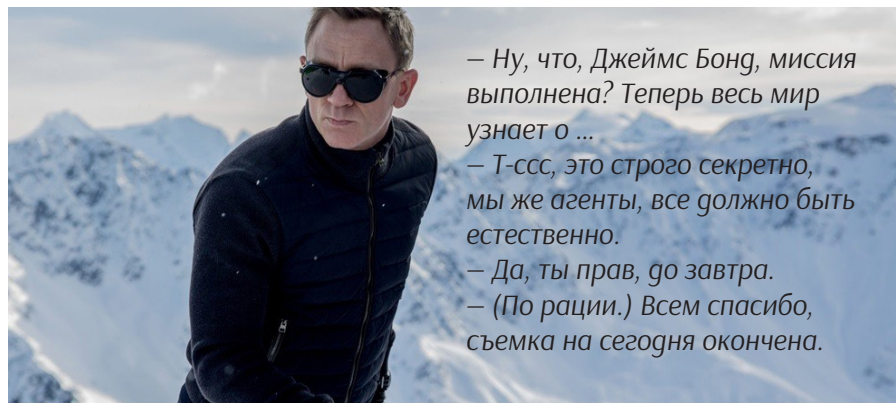 — Ну, что, Джеймс Бонд, миссия
выполнена? Теперь весь мир
узнает о ...
— Т-ссс, это строго секретно,
мы же агенты, все должно быть
естественно.
— Да, ты прав, до завтра.
— (По рации.) Всем спасибо,
съемка на сегодня окончена.